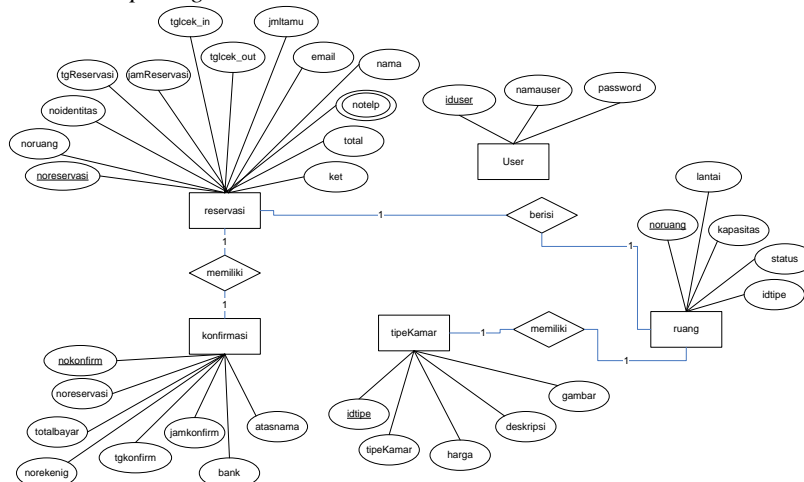 tglcek_in
jmltamu
tglcek_out
email
nama
tgReservasi
jamReservasi
notelp
noidentitas
total
noruang
ket
noreservasi
reservasi
iduser
namauser
password
User
lantai
noruang
kapasitas
status
idtipe
ruang
1
berisi
1
1
memiliki
1
konfirmasi
tipeKamar
1
memiliki
1
nokonfirm
noreservasi
totalbayar
norekenig
tgkonfirm
jamkonfirm
bank
atasnama
idtipe
tipeKamar
harga
deskripsi
gambar